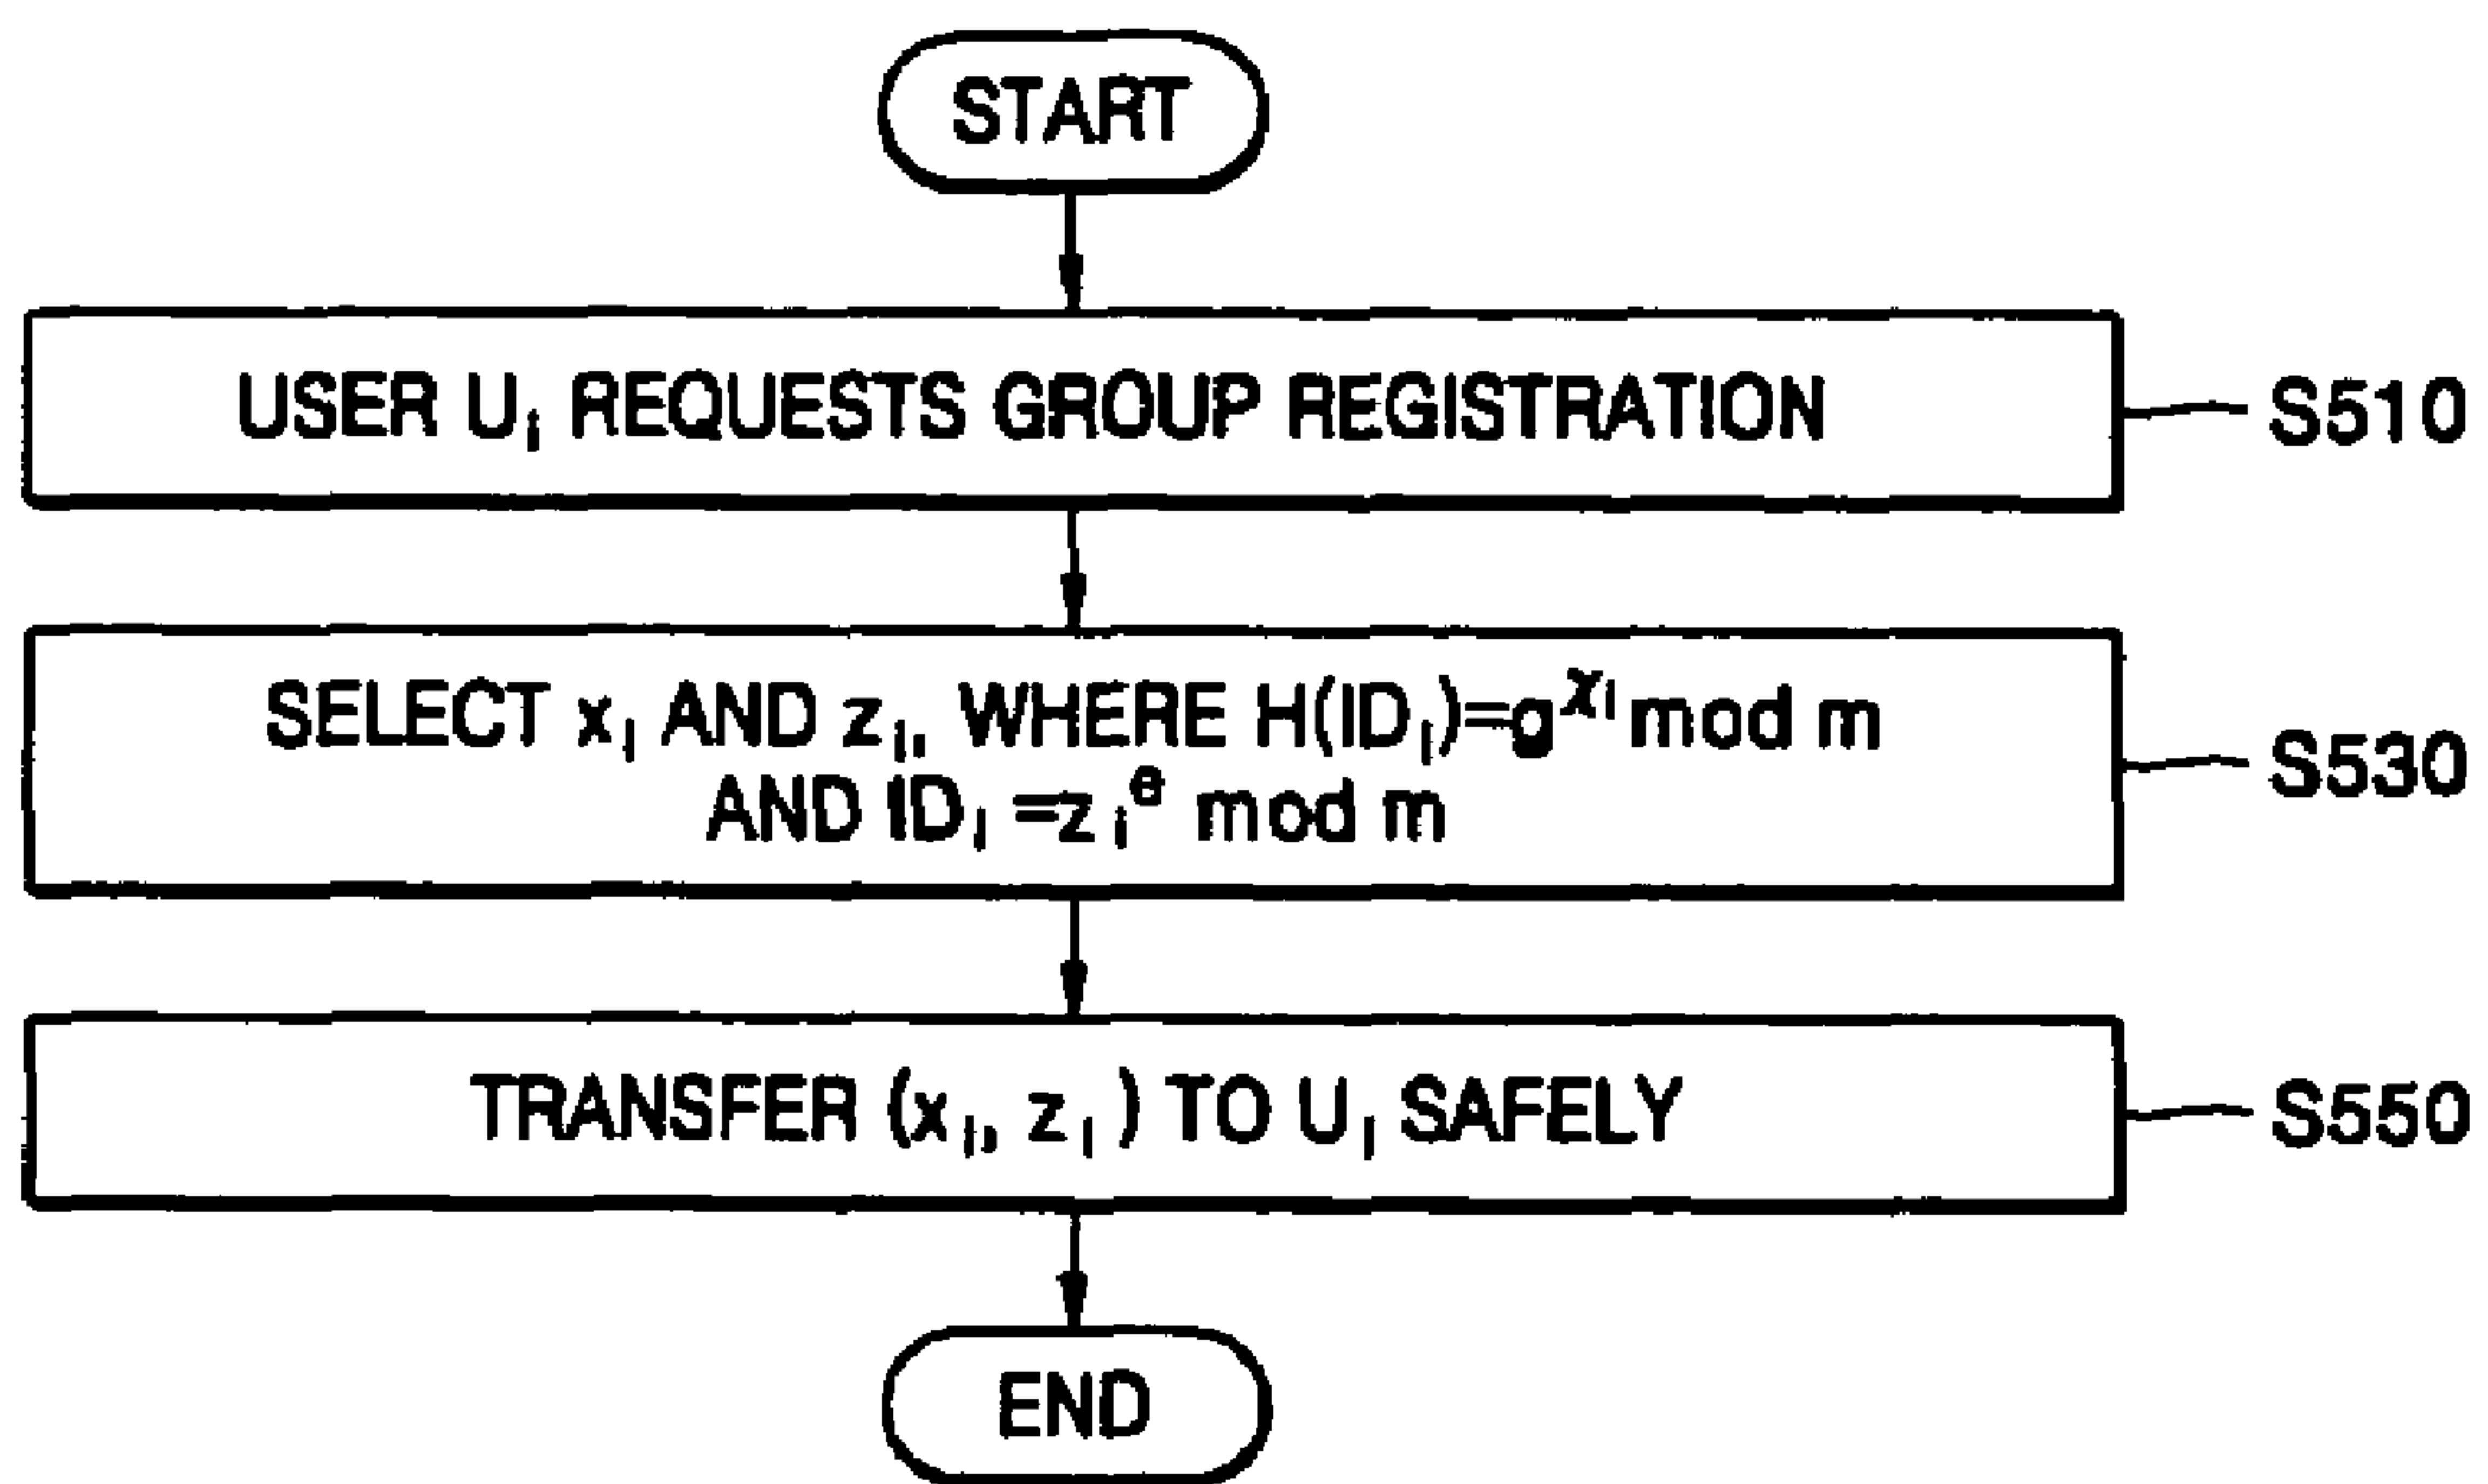 START
USER Uᵢ REQUESTS GROUP REGISTRATION
S510
SELECT xᵢ AND zᵢ, WHERE H(IDᵢ)=g^xᵢ mod m
AND IDᵢ =zᵢ^e mod m
S530
TRANSFER (xᵢ, zᵢ) TO Uᵢ SAFELY
S550
END